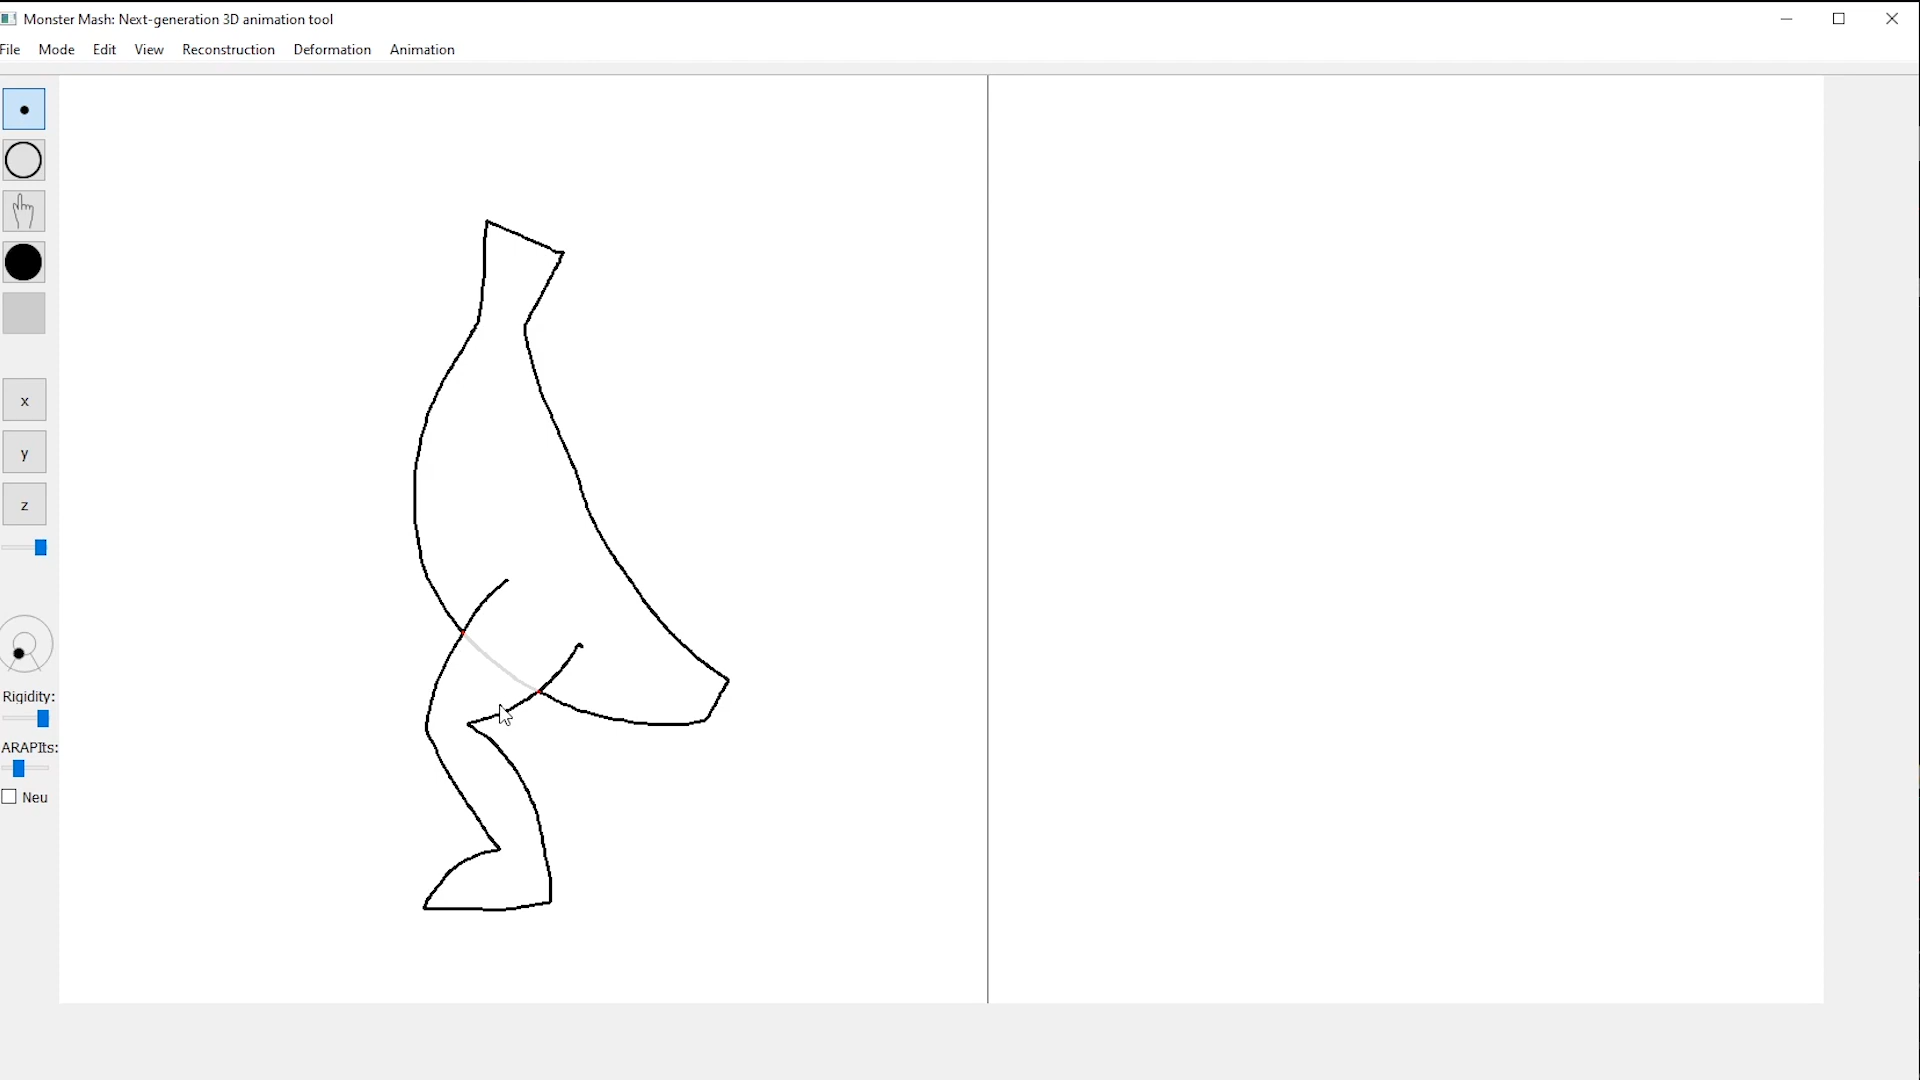 Monster Mash: Next-generation 3D animation tool
File Mode Edit View Reconstruction Deformation Animation
x
y
z
Rigidity:
ARAPIts:
Neu